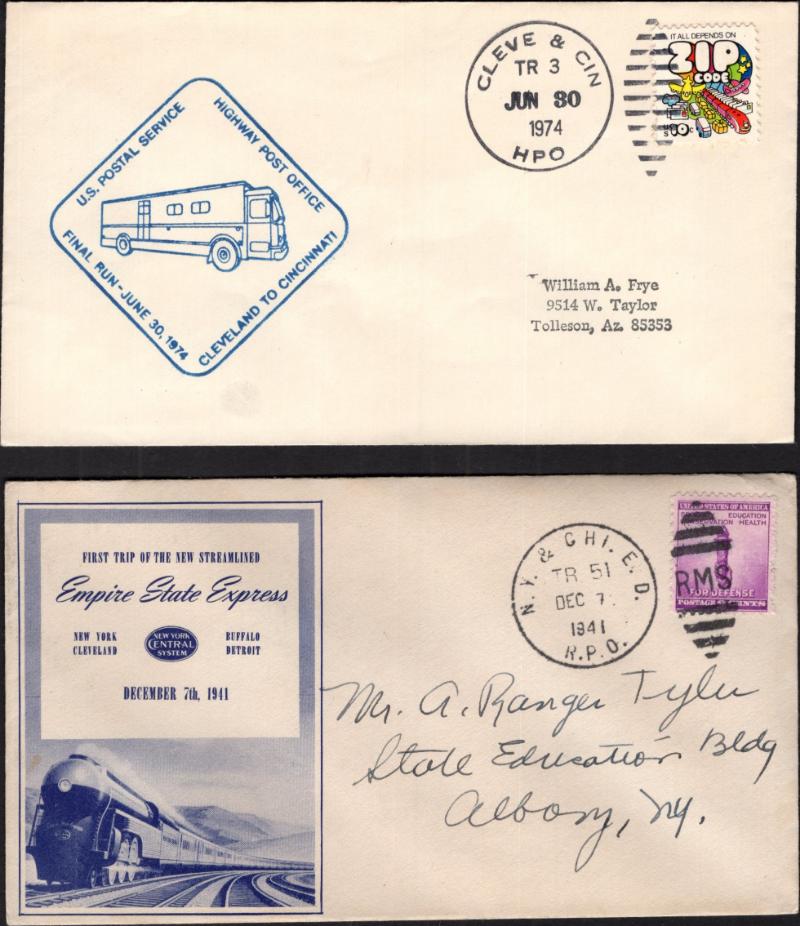 CLEVE & CIN
TR 3
JUN 30
1974
HPO
IT ALL DEPENDS ON
ZIP
CODE
US 10c
U.S. POSTAL SERVICE
HIGHWAY POST OFFICE
FINAL RUN - JUNE 30, 1974
CLEVELAND TO CINCINNATI
William A. Frye
9514 W. Taylor
Tolleson, Az. 85353
FIRST TRIP OF THE NEW STREAMLINED
Empire State Express
NEW YORK BUFFALO
CLEVELAND DETROIT
NEW YORK
CENTRAL
SYSTEM
DECEMBER 7th, 1941
N.Y. & CHI. E. D.
TR 51
DEC 7
1941
R.P.O.
UNITED STATES OF AMERICA
EDUCATION
HEALTH
RMS
FOR DEFENSE
POSTAGE CENTS
Mr. A. Ranger Tyler
State Education Bldg
Albany, N.Y.